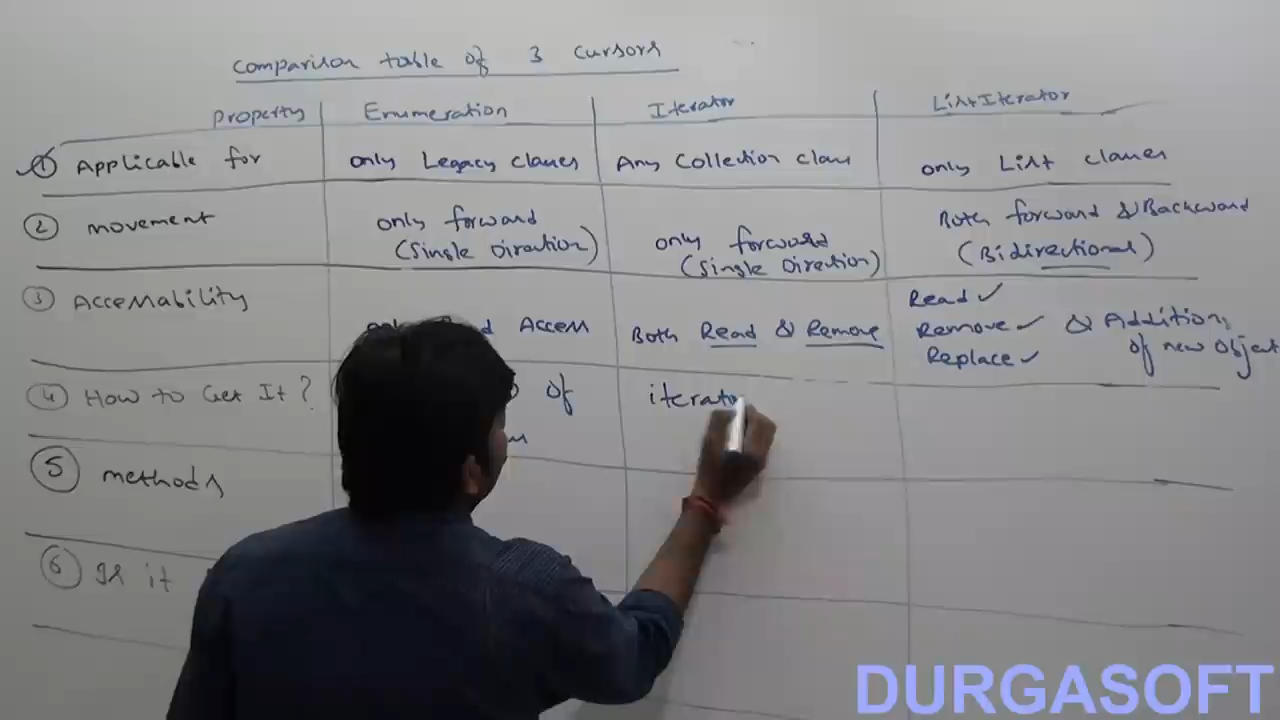 Comparison table of 3 Cursors
Property Enumeration Iterator ListIterator
① Applicable for only Legacy classes Any Collection class only List classes
② movement only forward (Single Direction) only forward (Single Direction) Both forward & Backward (Bidirectional)
③ Accessability Access Both Read & Remove Read ✓ Remove ✓ Replace ✓ & Addition of new Object
④ How to Get It? of iterato
⑤ methods
⑥ Is it
DURGASOFT